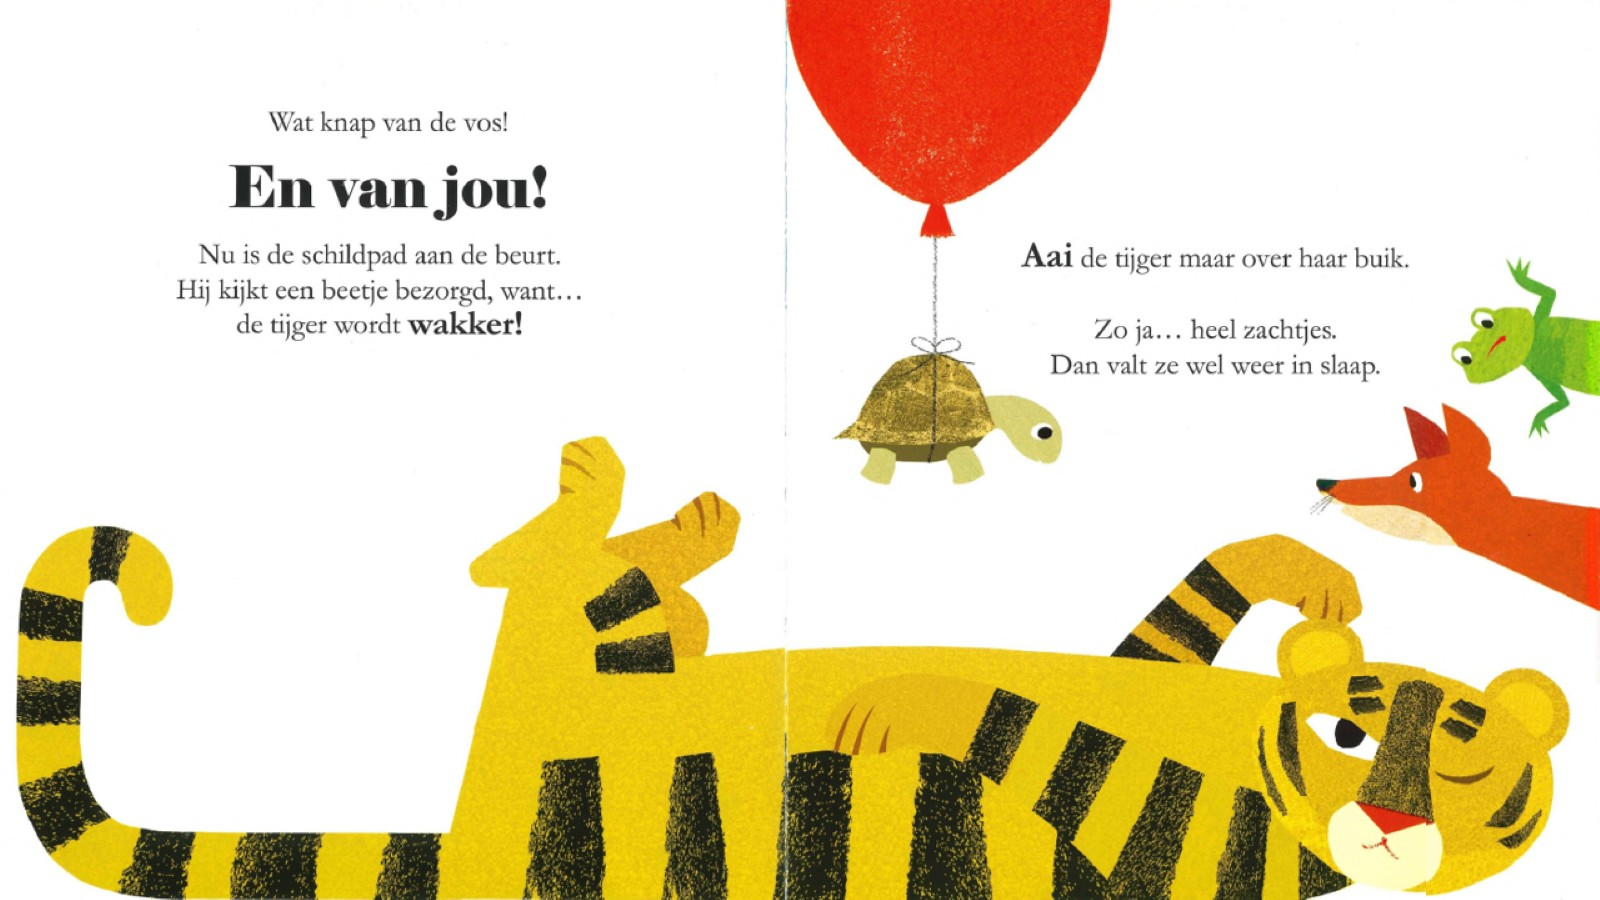 Wat knap van de vos!
En van jou!
Nu is de schildpad aan de beurt.
Hij kijkt een beetje bezorgd, want…
de tijger wordt wakker!
Aai de tijger maar over haar buik.
Zo ja… heel zachtjes.
Dan valt ze wel weer in slaap.